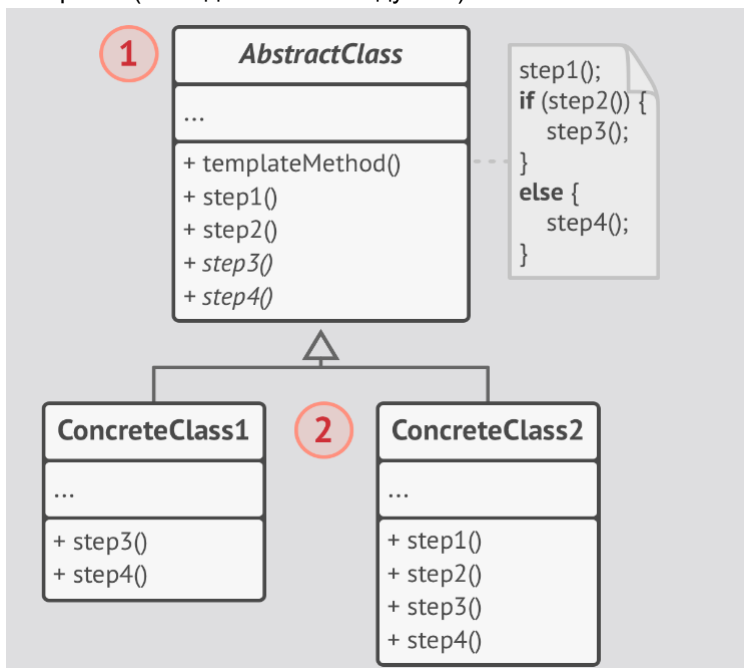 1
AbstractClass
...
+ templateMethod()
+ step1()
+ step2()
+ step3()
+ step4()
step1();
if (step2()) {
step3();
}
else {
step4();
}
ConcreteClass1
...
+ step3()
+ step4()
2
ConcreteClass2
...
+ step1()
+ step2()
+ step3()
+ step4()